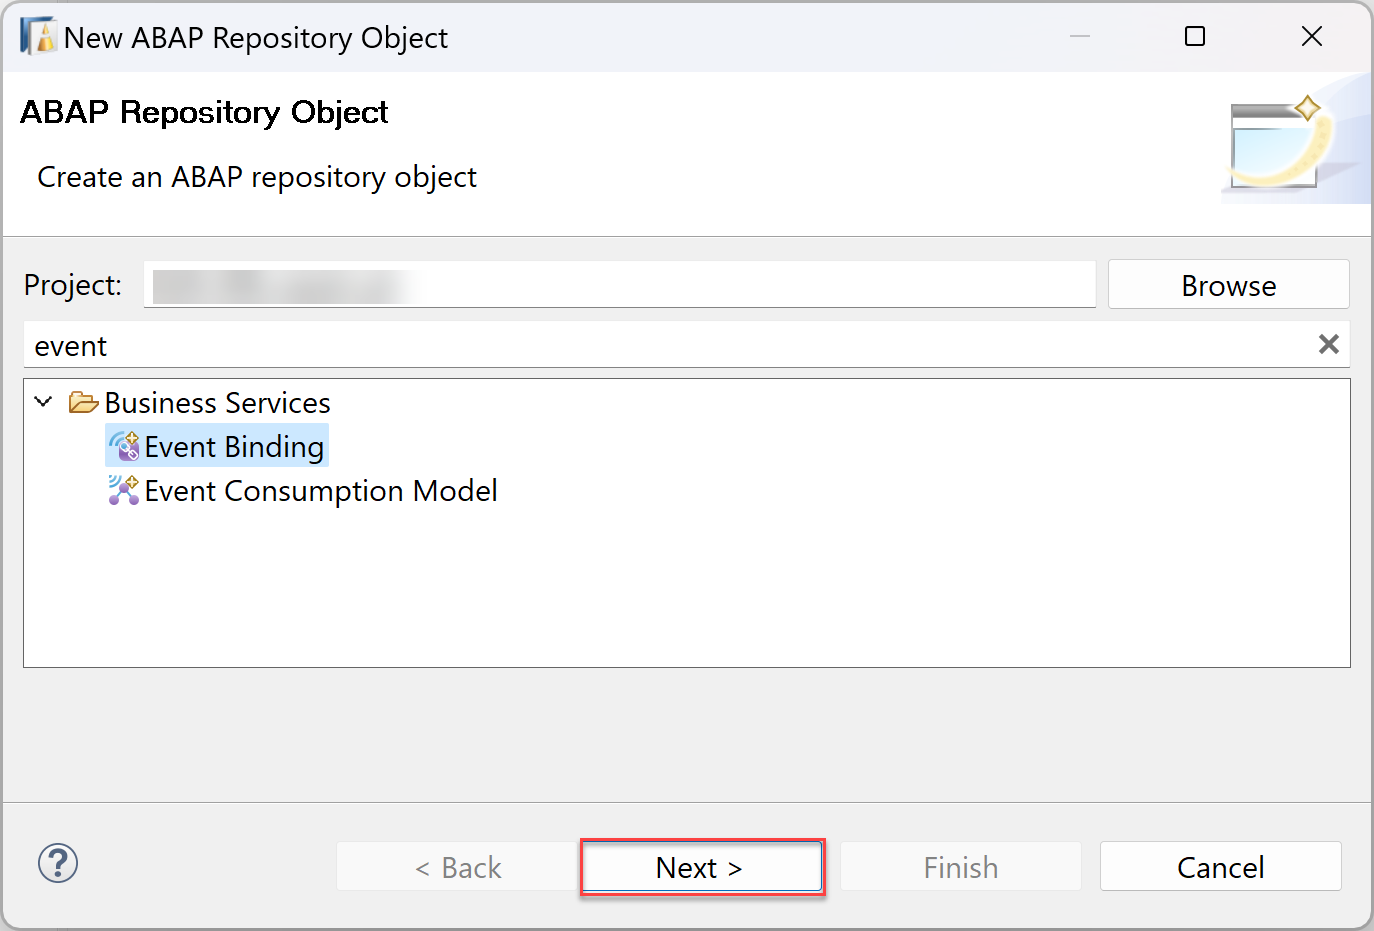 New ABAP Repository Object
ABAP Repository Object
Create an ABAP repository object
Project:
Browse
event
Business Services
Event Binding
Event Consumption Model
?
< Back
Next >
Finish
Cancel